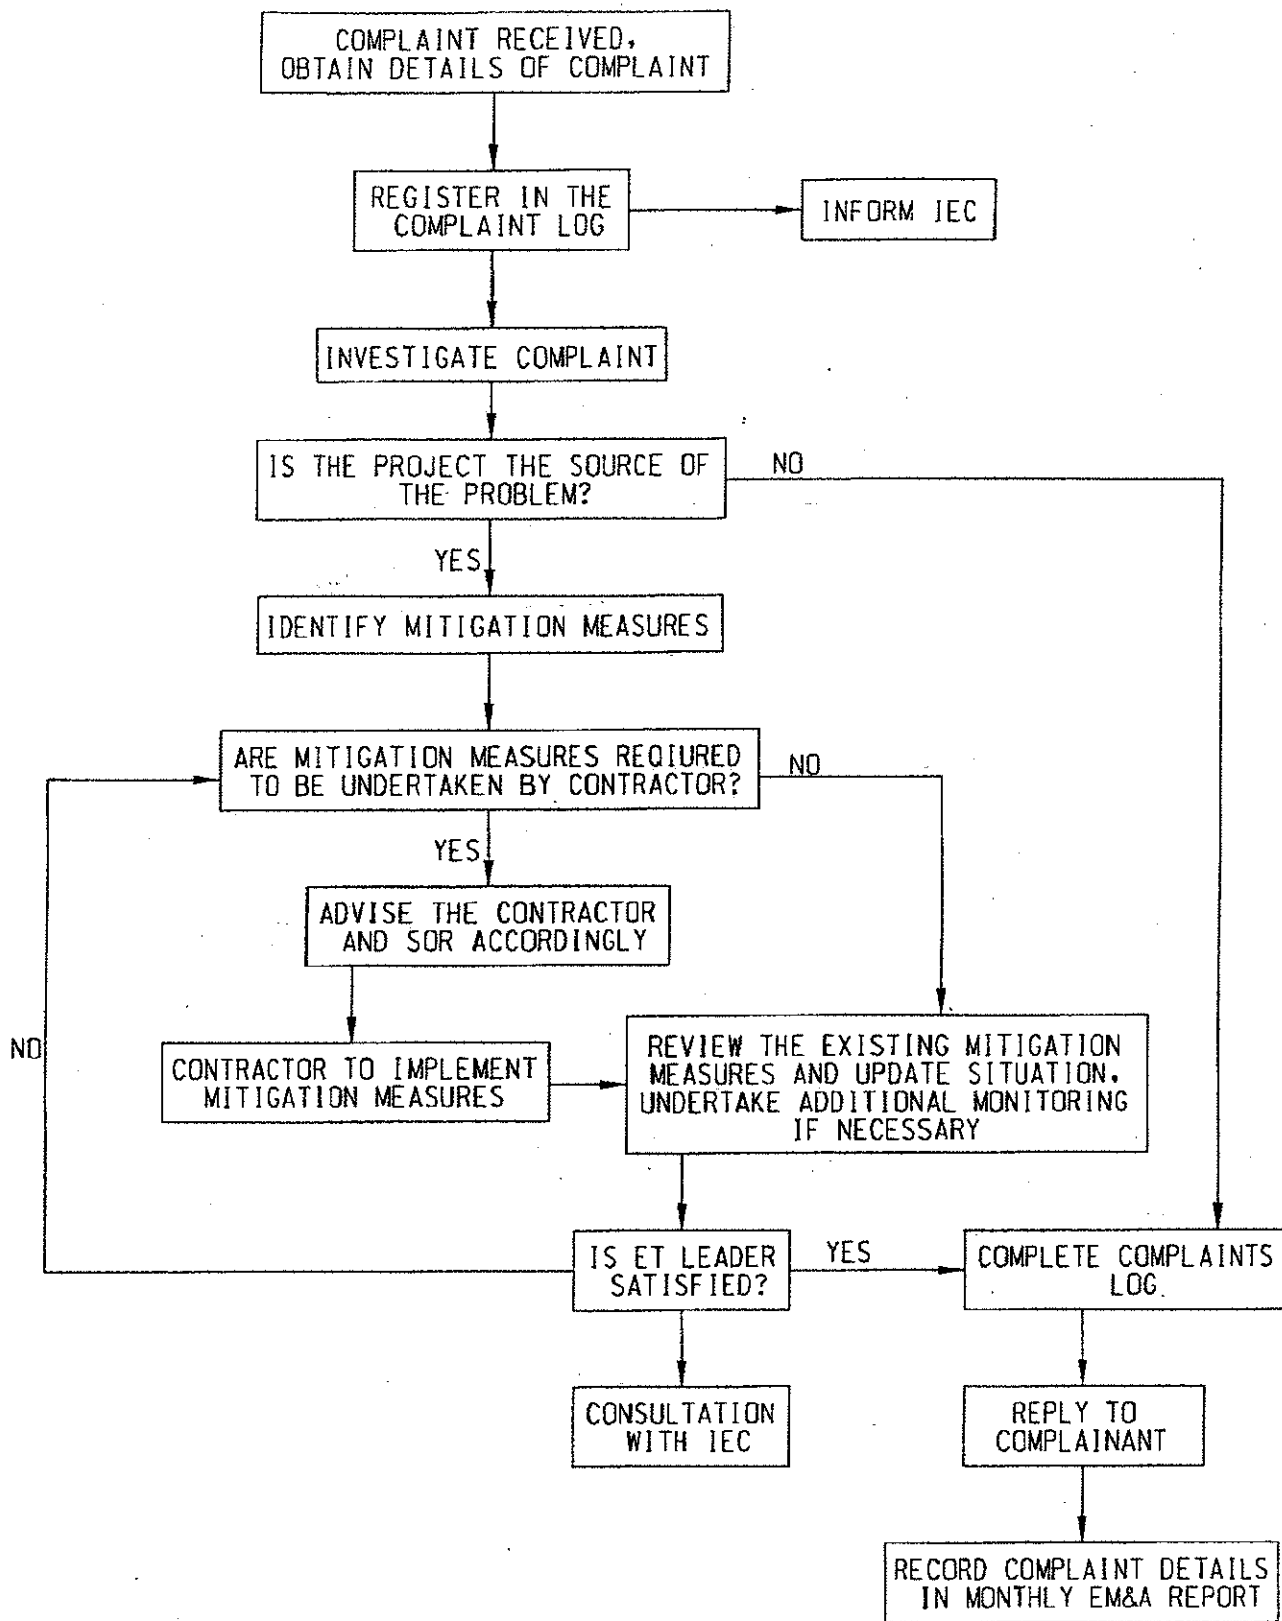 COMPLAINT RECEIVED,
OBTAIN DETAILS OF COMPLAINT
REGISTER IN THE
COMPLAINT LOG
INFORM IEC
INVESTIGATE COMPLAINT
IS THE PROJECT THE SOURCE OF
THE PROBLEM?
NO
YES
IDENTIFY MITIGATION MEASURES
ARE MITIGATION MEASURES REQIURED
TO BE UNDERTAKEN BY CONTRACTOR?
NO
YES
ADVISE THE CONTRACTOR
AND SOR ACCORDINGLY
NO
CONTRACTOR TO IMPLEMENT
MITIGATION MEASURES
REVIEW THE EXISTING MITIGATION
MEASURES AND UPDATE SITUATION.
UNDERTAKE ADDITIONAL MONITORING
IF NECESSARY
IS ET LEADER
SATISFIED?
YES
COMPLETE COMPLAINTS
LOG.
CONSULTATION
WITH IEC
REPLY TO
COMPLAINANT
RECORD COMPLAINT DETAILS
IN MONTHLY EM&A REPORT